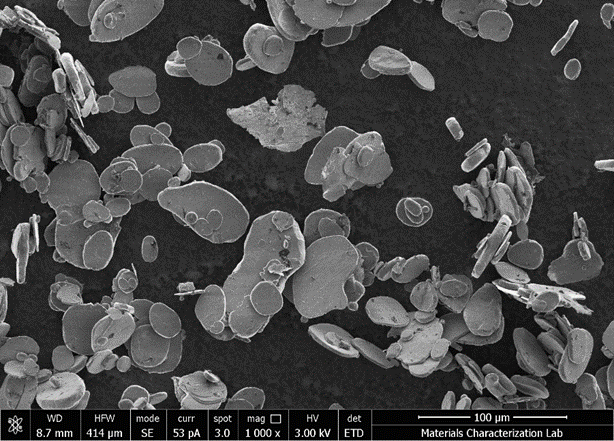 WD HFW mode curr spot mag HV det 100 μm
8.7 mm 414 μm SE 53 pA 3.0 1 000 x 3.00 kV ETD Materials Characterization Lab